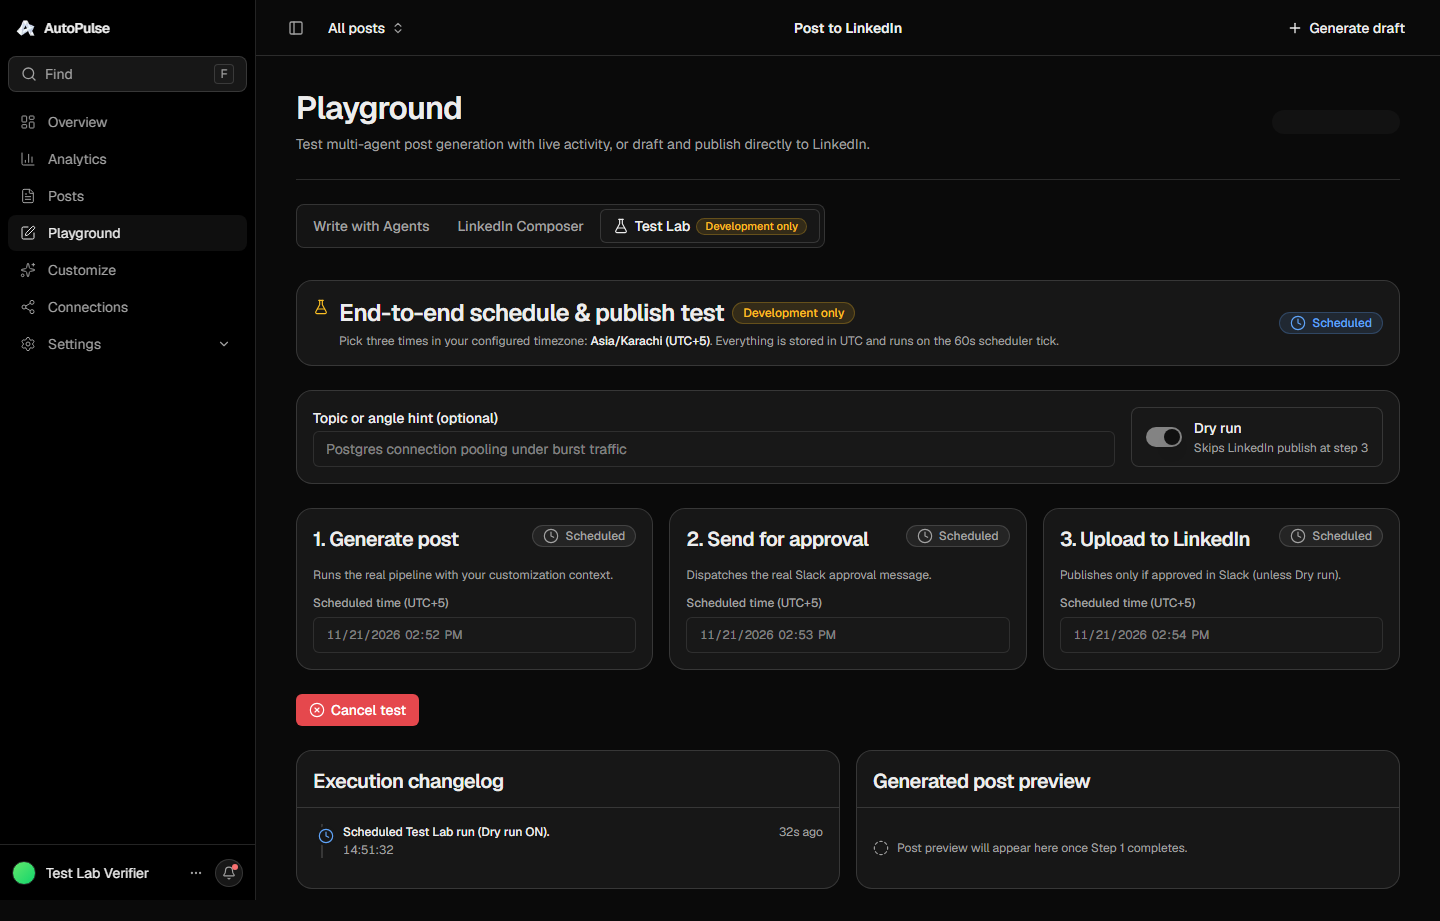 AutoPulse
Find
F
Overview
Analytics
Posts
Playground
Customize
Connections
Settings
Test Lab Verifier
All posts
Post to LinkedIn
Generate draft
Playground
Test multi-agent post generation with live activity, or draft and publish directly to LinkedIn.
Write with Agents
LinkedIn Composer
Test Lab
Development only
End-to-end schedule & publish test
Development only
Pick three times in your configured timezone: Asia/Karachi (UTC+5). Everything is stored in UTC and runs on the 60s scheduler tick.
Scheduled
Topic or angle hint (optional)
Postgres connection pooling under burst traffic
Dry run
Skips LinkedIn publish at step 3
1. Generate post
Scheduled
Runs the real pipeline with your customization context.
Scheduled time (UTC+5)
11/21/2026 02:52 PM
2. Send for approval
Scheduled
Dispatches the real Slack approval message.
Scheduled time (UTC+5)
11/21/2026 02:53 PM
3. Upload to LinkedIn
Scheduled
Publishes only if approved in Slack (unless Dry run).
Scheduled time (UTC+5)
11/21/2026 02:54 PM
Cancel test
Execution changelog
Scheduled Test Lab run (Dry run ON).
32s ago
14:51:32
Generated post preview
Post preview will appear here once Step 1 completes.